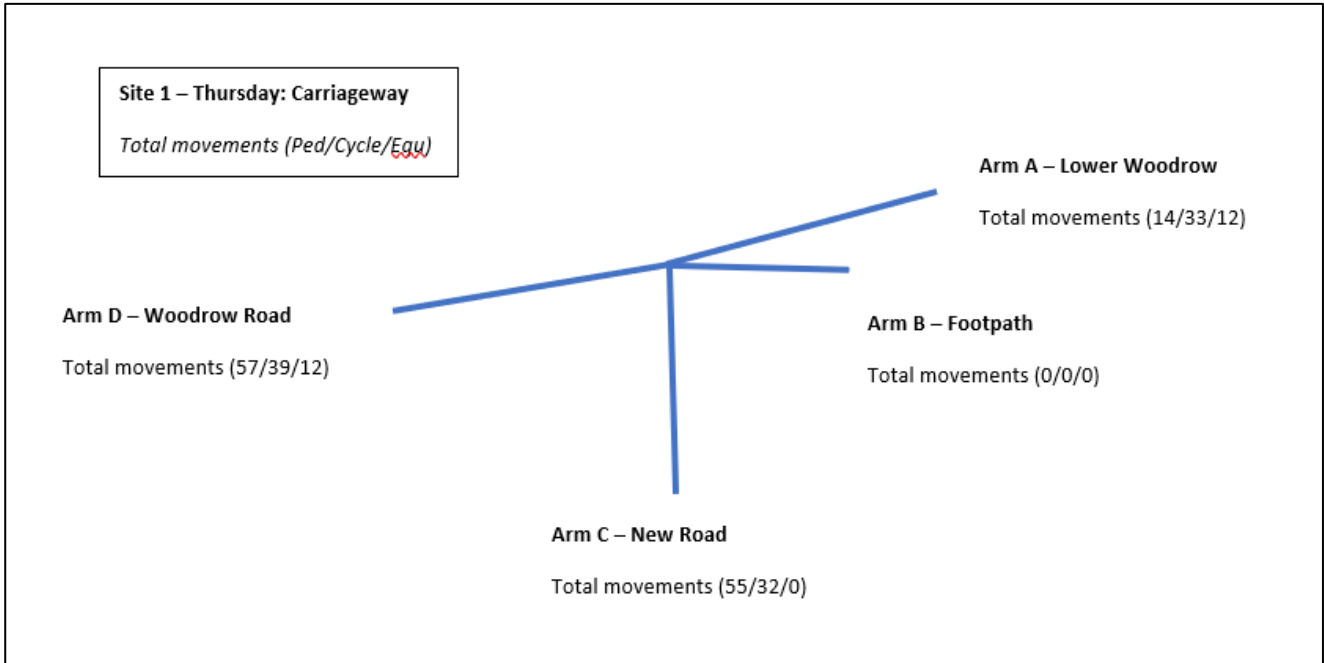 Site 1 – Thursday: Carriageway
Total movements (Ped/Cycle/Equ)
Arm A – Lower Woodrow
Total movements (14/33/12)
Arm D – Woodrow Road
Total movements (57/39/12)
Arm B – Footpath
Total movements (0/0/0)
Arm C – New Road
Total movements (55/32/0)